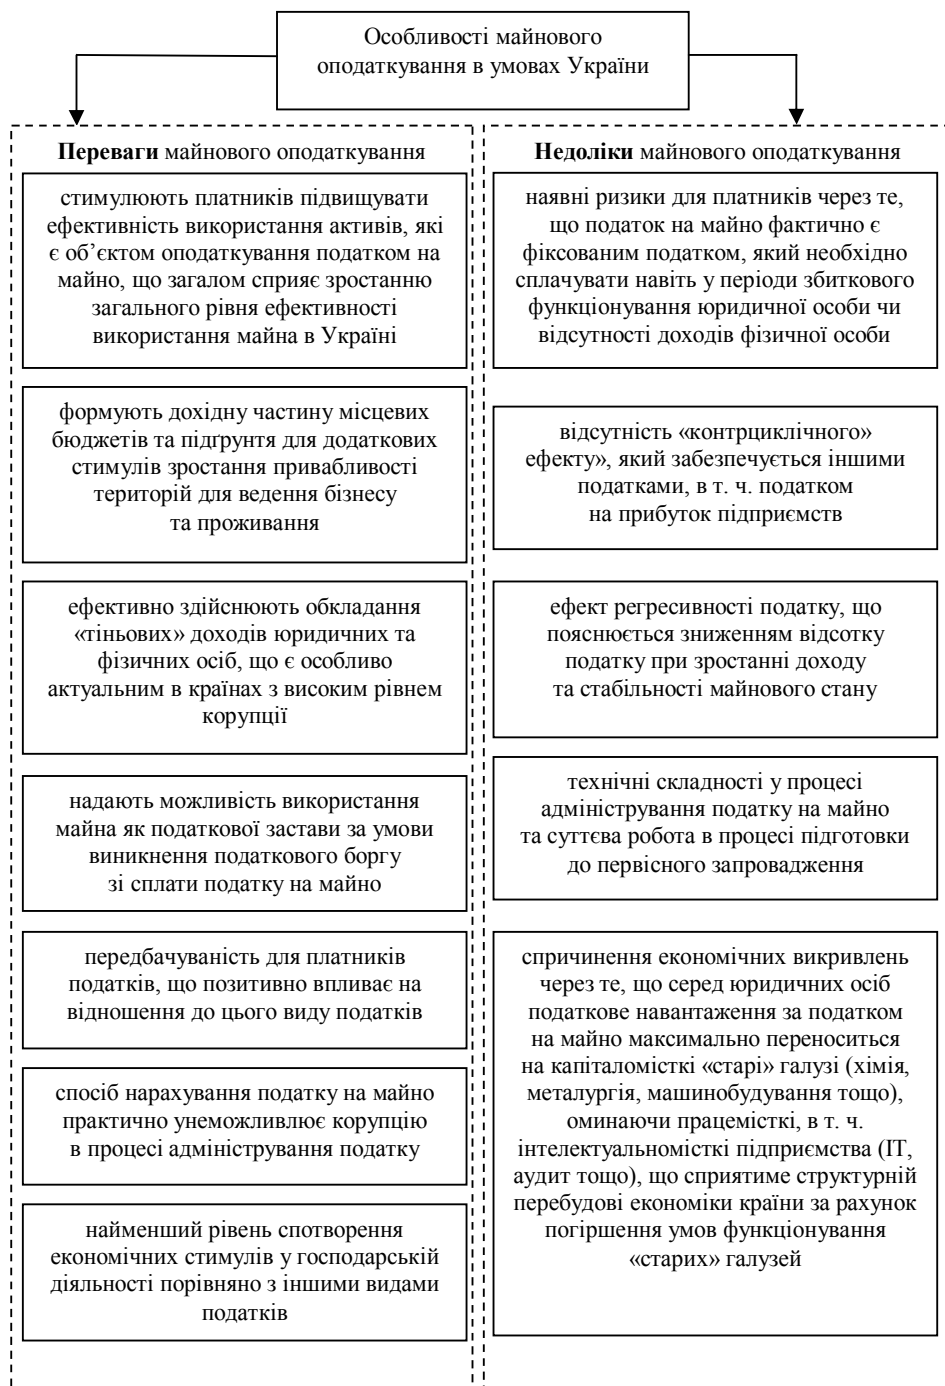 Особливості майнового
оподаткування в умовах України
Переваги майнового оподаткування
стимулюють платників підвищувати
ефективність використання активів, які
є об’єктом оподаткування податком на
майно, що загалом сприяє зростанню
загального рівня ефективності
використання майна в Україні
формують дохідну частину місцевих
бюджетів та підґрунтя для додаткових
стимулів зростання привабливості
територій для ведення бізнесу
та проживання
ефективно здійснюють обкладання
«тіньових» доходів юридичних та
фізичних осіб, що є особливо
актуальним в країнах з високим рівнем
корупції
надають можливість використання
майна як податкової застави за умови
виникнення податкового боргу
зі сплати податку на майно
передбачуваність для платників
податків, що позитивно впливає на
відношення до цього виду податків
спосіб нарахування податку на майно
практично унеможливлює корупцію
в процесі адміністрування податку
найменший рівень спотворення
економічних стимулів у господарській
діяльності порівняно з іншими видами
податків
Недоліки майнового оподаткування
наявні ризики для платників через те,
що податок на майно фактично є
фіксованим податком, який необхідно
сплачувати навіть у періоди збиткового
функціонування юридичної особи чи
відсутності доходів фізичної особи
відсутність «контрциклічного»
ефекту», який забезпечується іншими
податками, в т. ч. податком
на прибуток підприємств
ефект регресивності податку, що
пояснюється зниженням відсотку
податку при зростанні доходу
та стабільності майнового стану
технічні складності у процесі
адміністрування податку на майно
та суттєва робота в процесі підготовки
до первісного запровадження
спричинення економічних викривлень
через те, що серед юридичних осіб
податкове навантаження за податком
на майно максимально переноситься
на капіталомісткі «старі» галузі (хімія,
металургія, машинобудування тощо),
оминаючи працемісткі, в т. ч.
інтелектуальномісткі підприємства (ІТ,
аудит тощо), що сприятиме структурній
перебудові економіки країни за рахунок
погіршення умов функціонування
«старих» галузей